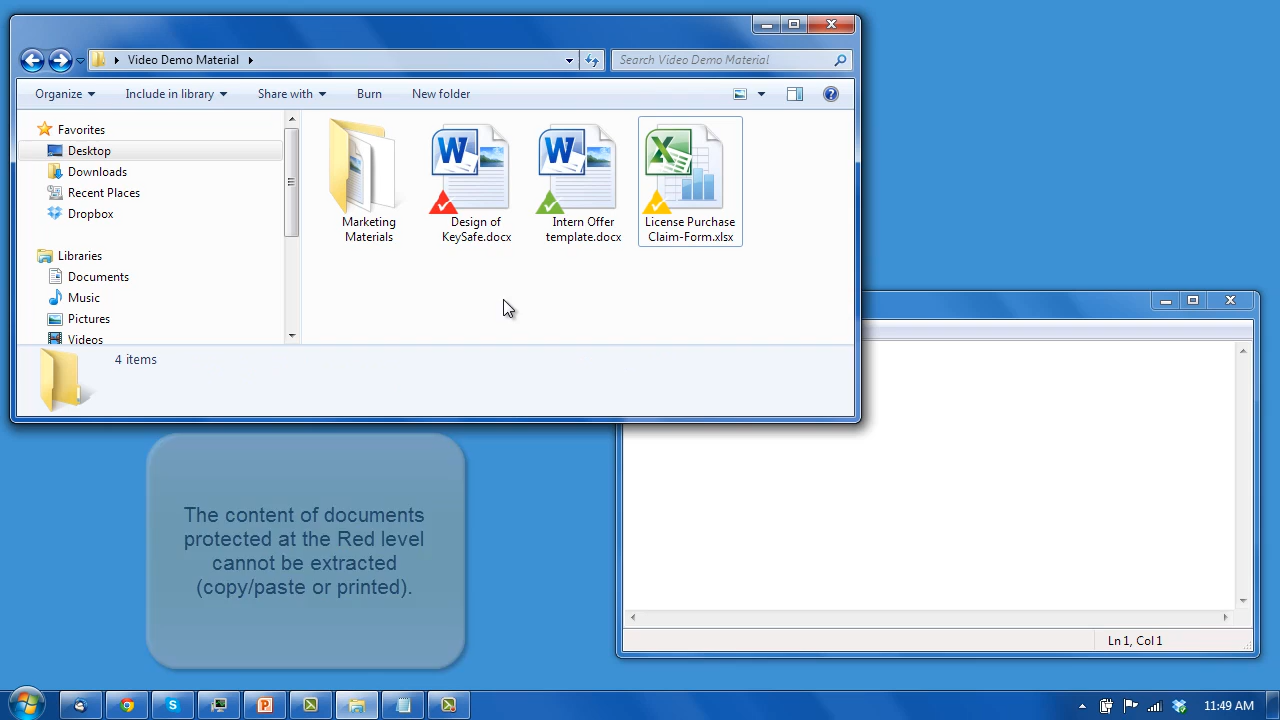 Video Demo Material
Search Video Demo Material
Organize
Include in library
Share with
Burn
New folder
Favorites
Desktop
Downloads
Recent Places
Dropbox
Libraries
Documents
Music
Pictures
Videos
Marketing
Materials
Design of
KeySafe.docx
Intern Offer
template.docx
License Purchase
Claim-Form.xlsx
4 items
The content of documents
protected at the Red level
cannot be extracted
(copy/paste or printed).
Ln 1, Col 1
11:49 AM